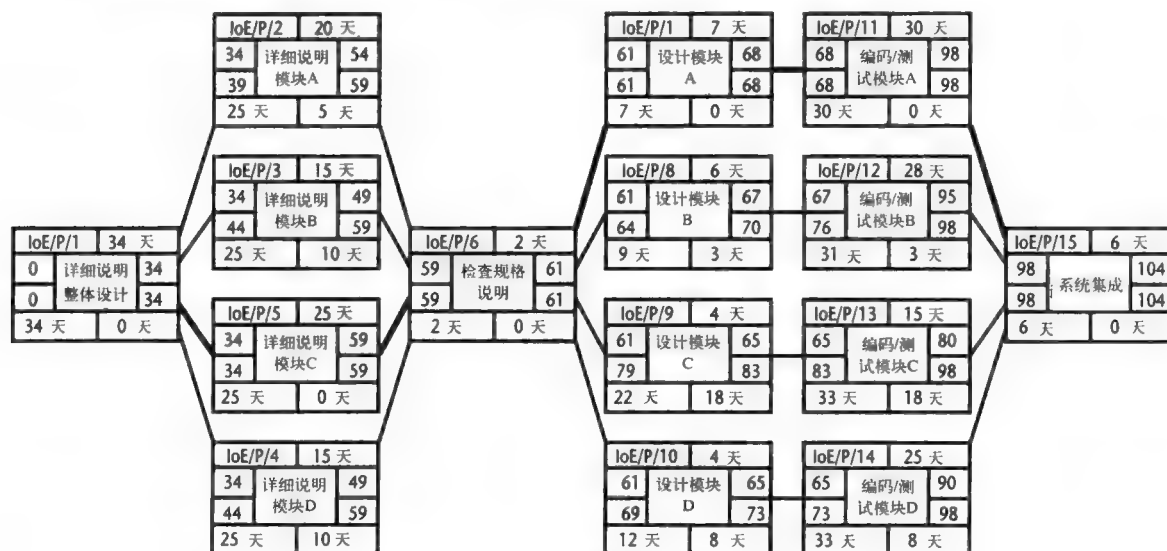 IoE/P/2 20 天
34 详细说明 54
39 模块A 59
25 天 5 天
IoE/P/3 15 天
34 详细说明 49
44 模块B 59
25 天 10 天
IoE/P/1 34 天
0 详细说明 34
0 整体设计 34
34 天 0 天
IoE/P/5 25 天
34 详细说明 59
34 模块C 59
25 天 0 天
IoE/P/4 15 天
34 详细说明 49
44 模块D 59
25 天 10 天
IoE/P/6 2 天
59 检查规格 61
59 说明 61
2 天 0 天
IoE/P/1 7 天
61 设计模块 68
61 A 68
7 天 0 天
IoE/P/11 30 天
68 编码/测 98
68 试模块A 98
30 天 0 天
IoE/P/8 6 天
61 设计模块 67
64 B 70
9 天 3 天
IoE/P/12 28 天
67 编码/测 95
76 试模块B 98
31 天 3 天
IoE/P/9 4 天
61 设计模块 65
79 C 83
22 天 18 天
IoE/P/13 15 天
65 编码/测 80
83 试模块C 98
33 天 18 天
IoE/P/10 4 天
61 设计模块 65
69 D 73
12 天 8 天
IoE/P/14 25 天
65 编码/测 90
73 试模块D 98
33 天 8 天
IoE/P/15 6 天
98 系统集成 104
98 104
6 天 0 天